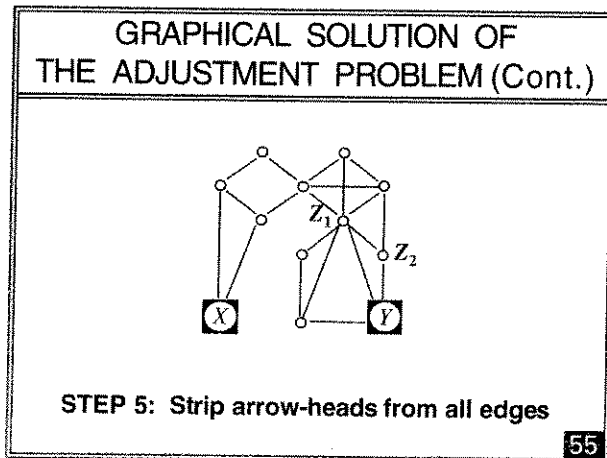 GRAPHICAL SOLUTION OF
THE ADJUSTMENT PROBLEM (Cont.)
Z1
Z2
X
Y
STEP 5: Strip arrow-heads from all edges
55